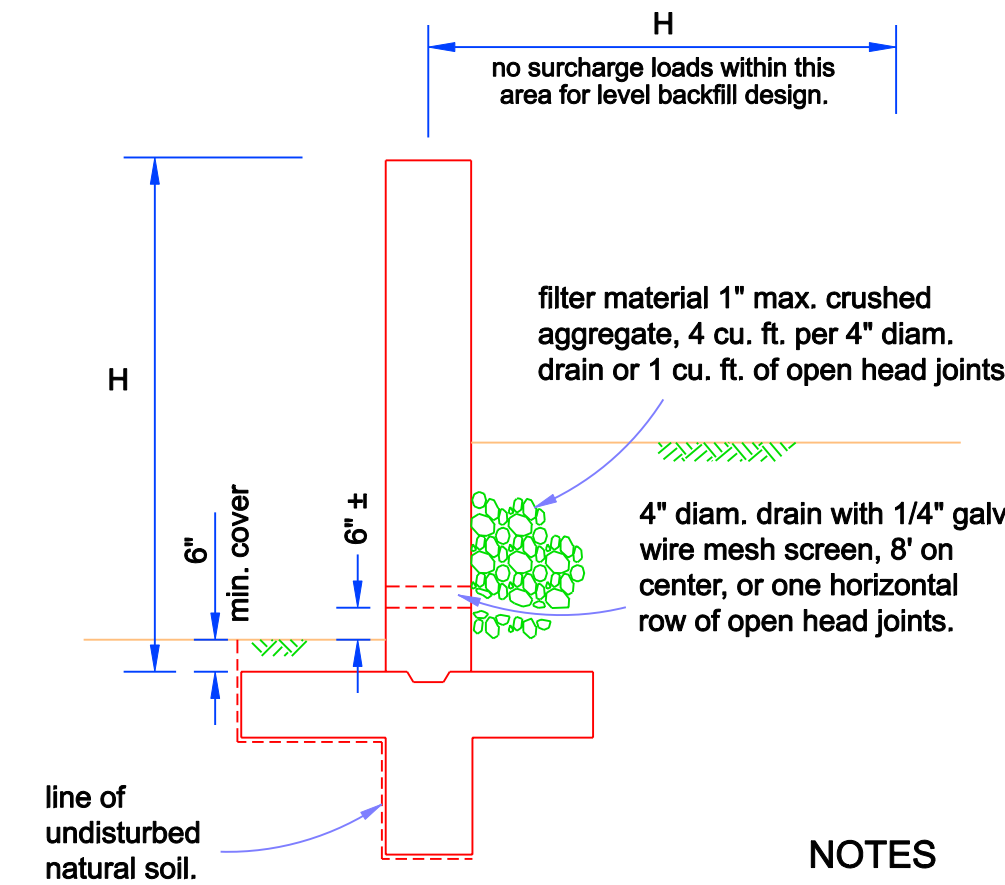 H
no surcharge loads within this
area for level backfill design.
filter material 1" max. crushed
aggregate, 4 cu. ft. per 4" diam.
drain or 1 cu. ft. of open head joints
H
6"
min. cover
6" ±
4" diam. drain with 1/4" galv
wire mesh screen, 8' on
center, or one horizontal
row of open head joints.
line of
undisturbed
natural soil.
NOTES